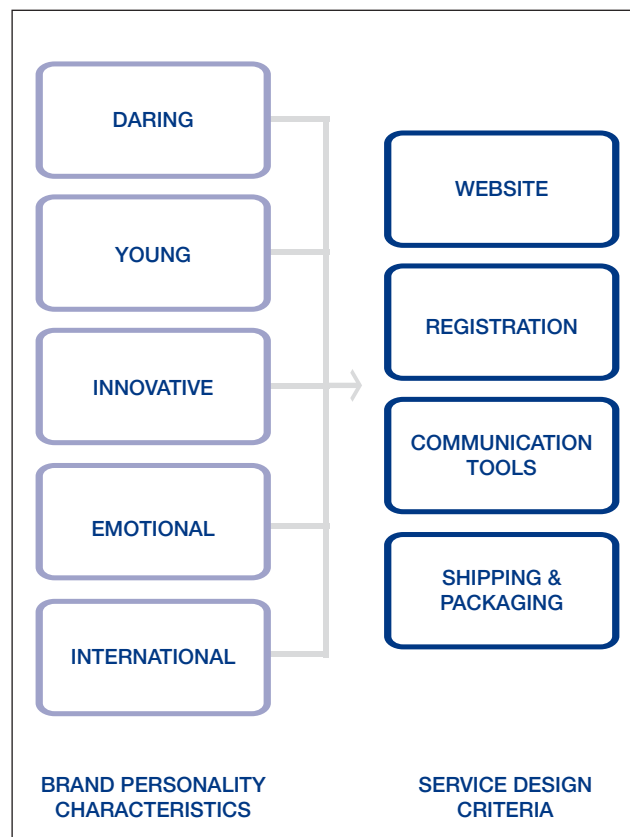 DARING
YOUNG
INNOVATIVE
EMOTIONAL
INTERNATIONAL
BRAND PERSONALITY
CHARACTERISTICS
WEBSITE
REGISTRATION
COMMUNICATION
TOOLS
SHIPPING &
PACKAGING
SERVICE DESIGN
CRITERIA